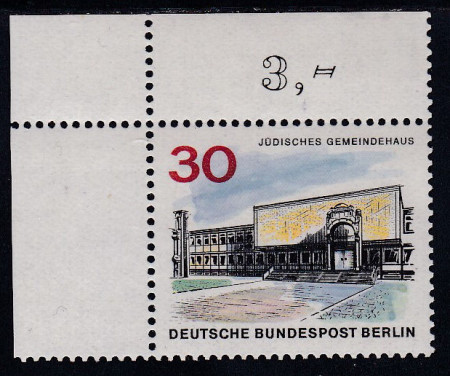 3,=
JÜDISCHES GEMEINDEHAUS
30
DEUTSCHE BUNDESPOST BERLIN